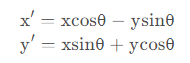 x′ = xcosθ − ysinθ
y′ = xsinθ + ycosθ